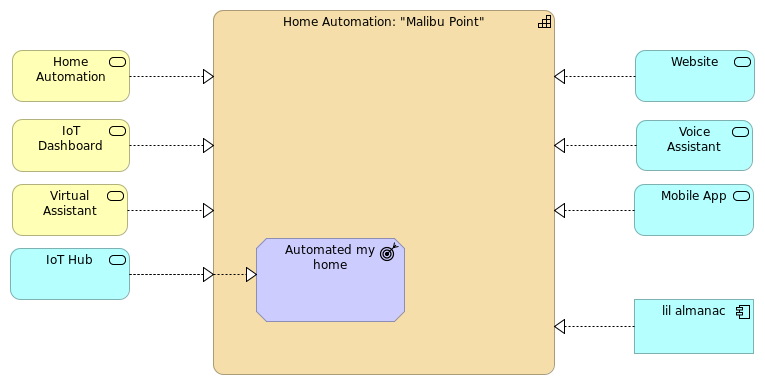 Home Automation: "Malibu Point"
Home
Automation
IoT
Dashboard
Virtual
Assistant
IoT Hub
Automated my
home
Website
Voice
Assistant
Mobile App
lil almanac